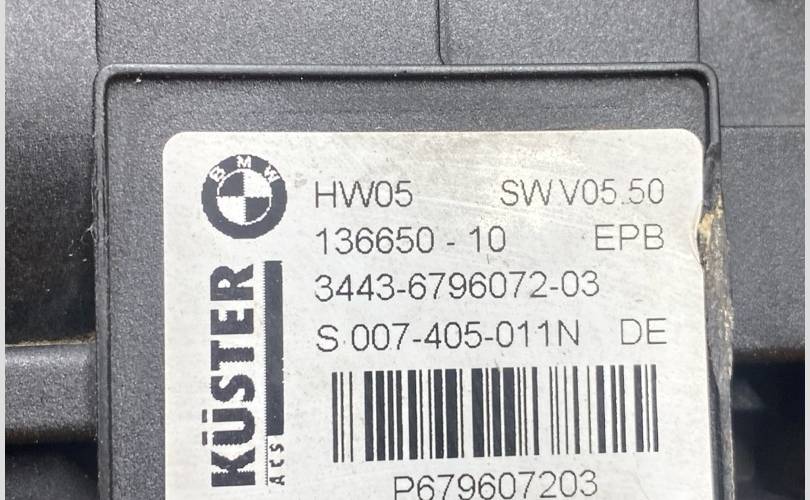 BMW
HW05 SW V05.50
136650 - 10 EPB
3443-6796072-03
S 007-405-011N DE
KÜSTER
ACS
P679607203